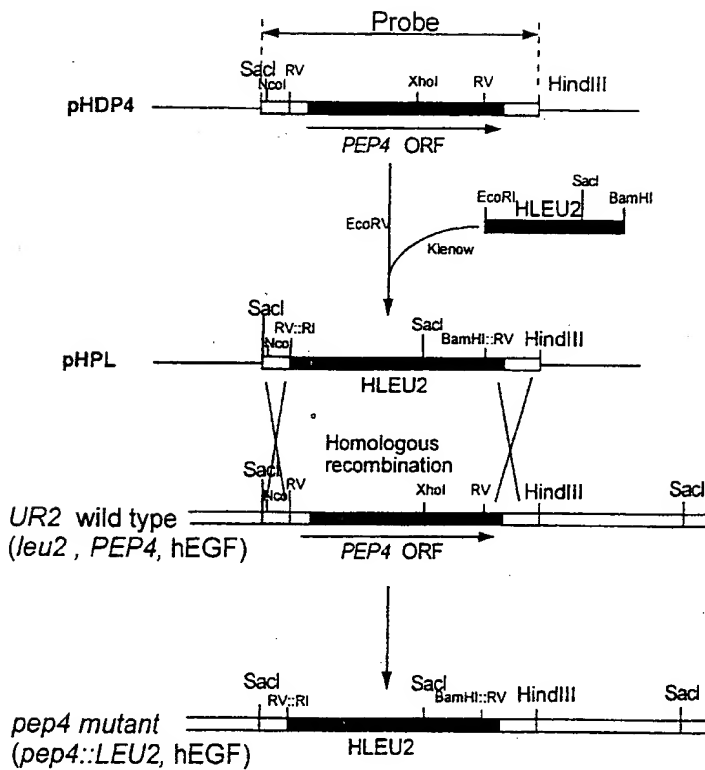 Probe
SacI
NcoI RV XhoI RV HindIII
pHDP4
PEP4 ORF
SacI
EcoRI HLEU2 BamHI
EcoRV
Klenow
SacI
NcoI RV::RI SacI BamHI::RV HindIII
pHPL
HLEU2
Homologous
recombination
SacI
NcoI RV XhoI RV HindIII SacI
UR2 wild type
(leu2 , PEP4, hEGF)
PEP4 ORF
SacI RV::RI SacI BamHI::RV HindIII SacI
pep4 mutant
(pep4::LEU2, hEGF)
HLEU2